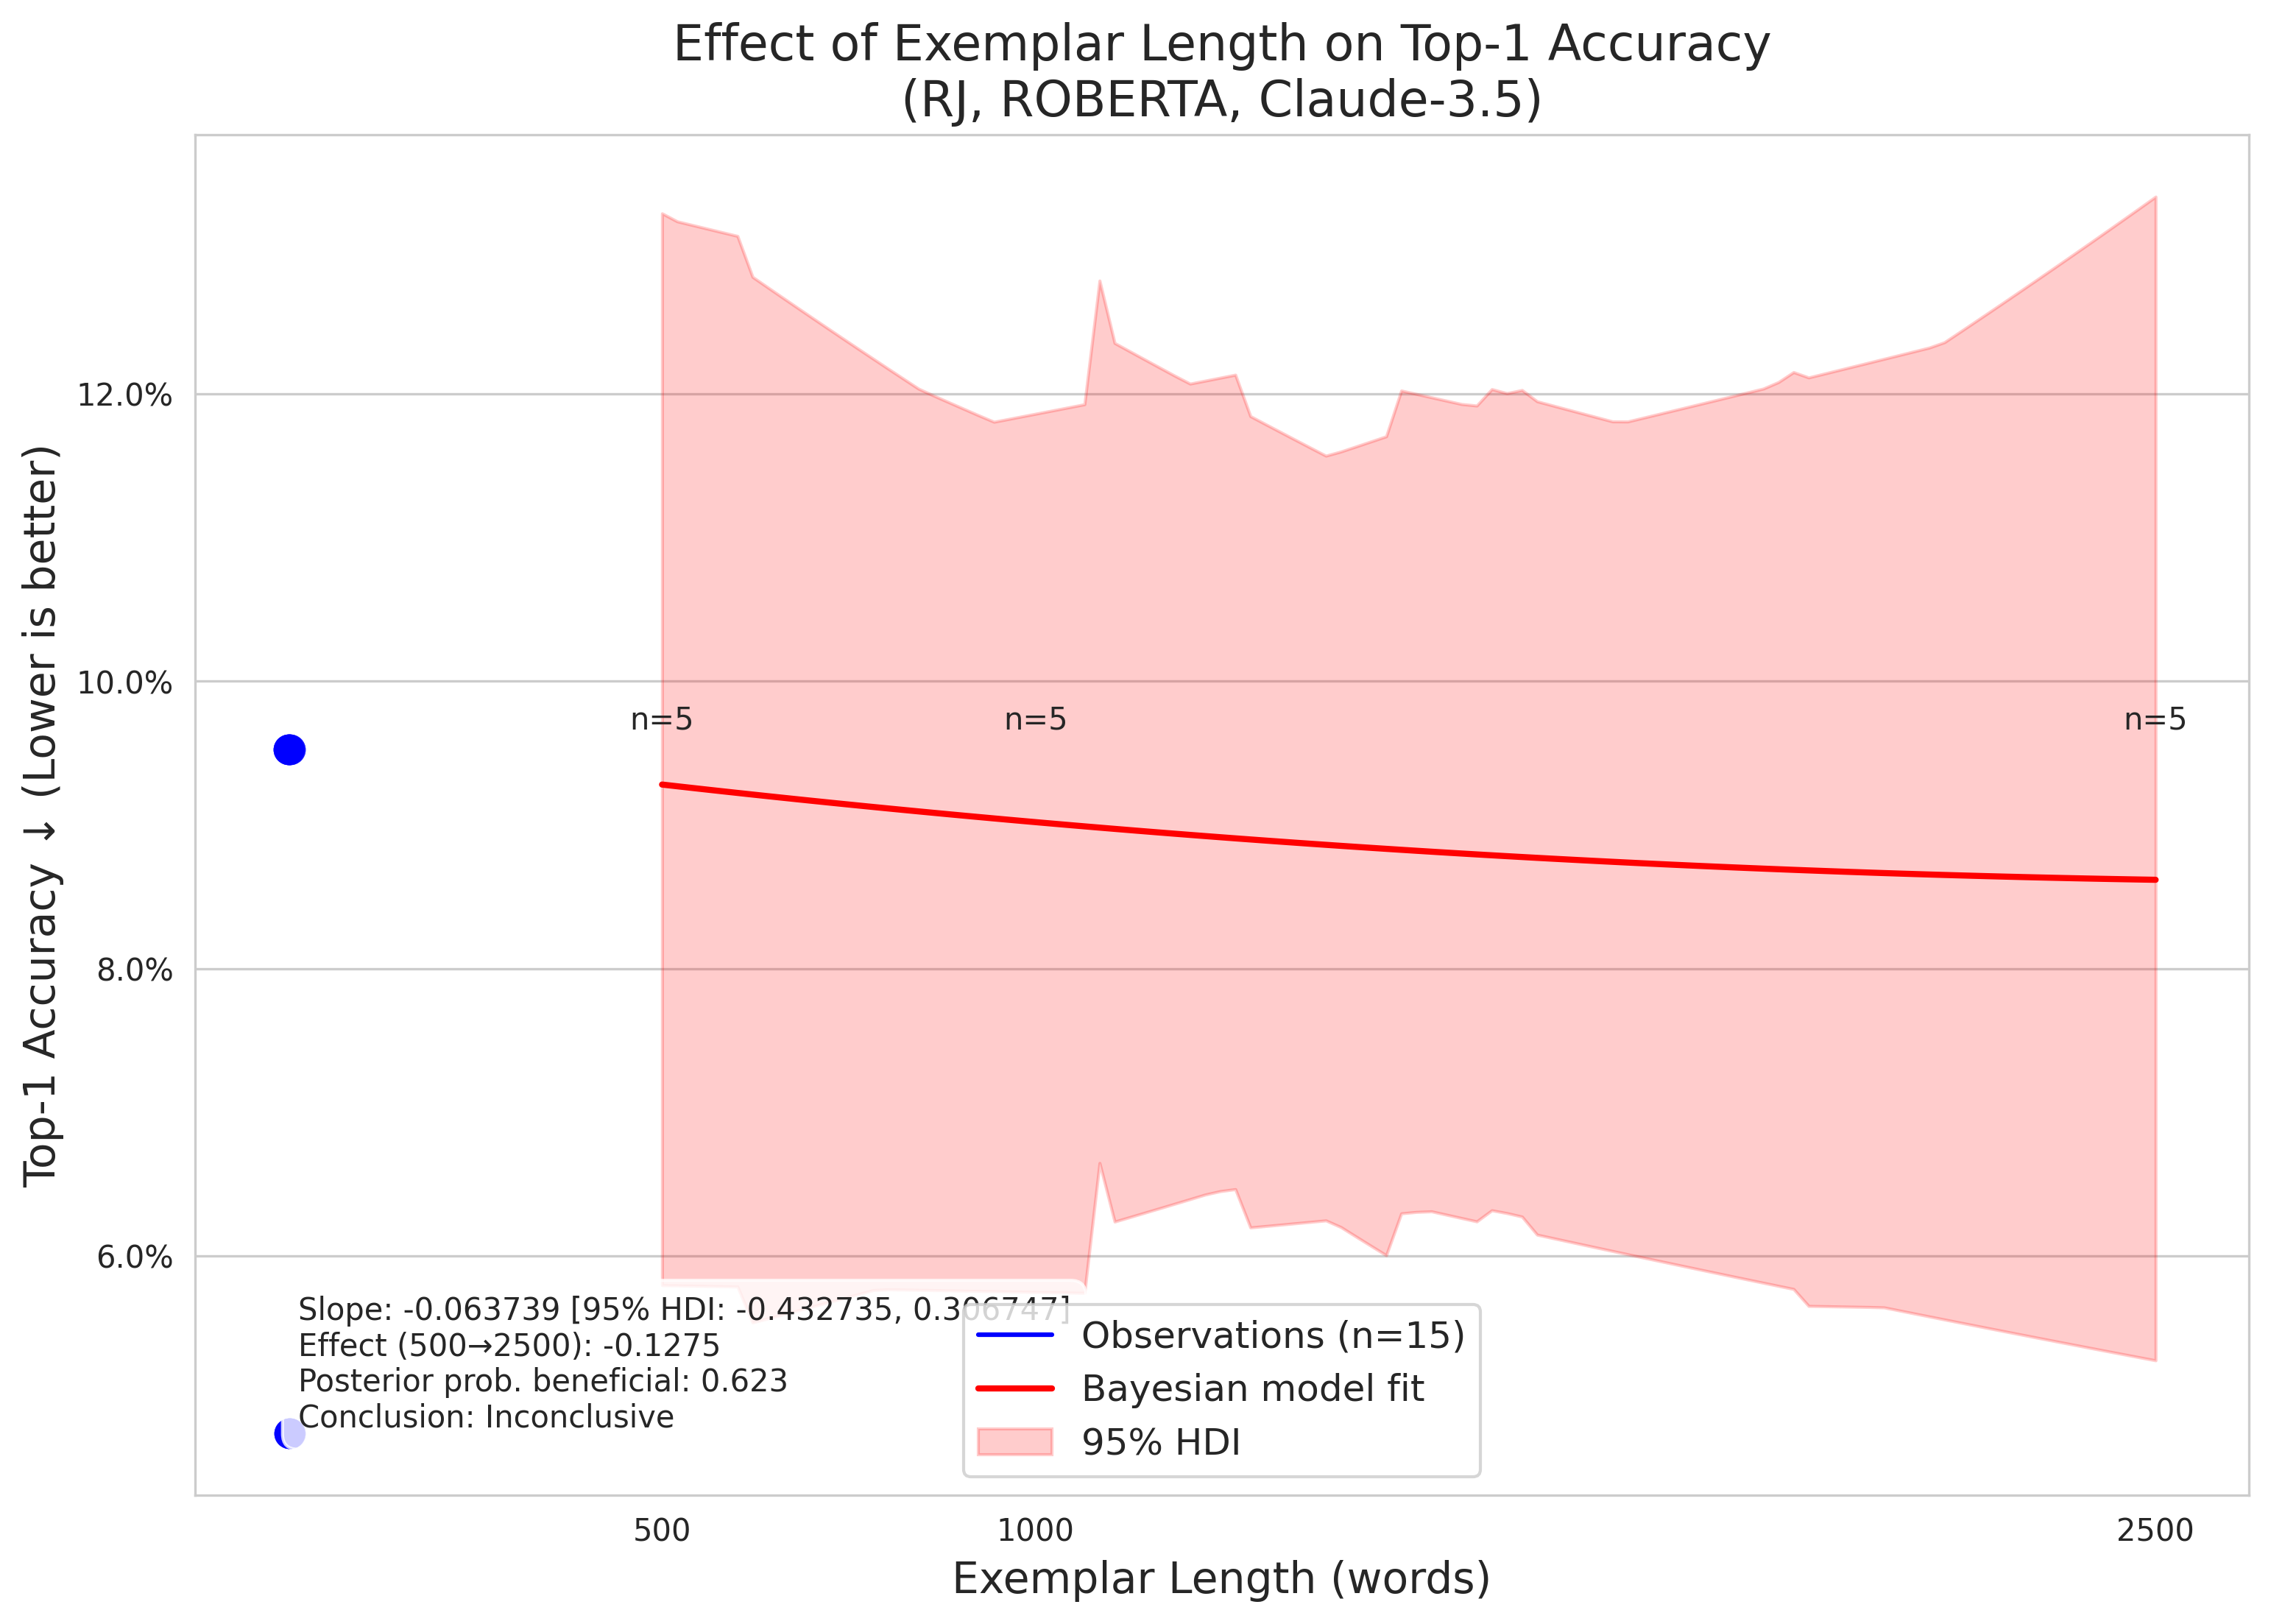 Effect of Exemplar Length on Top-1 Accuracy
(RJ, ROBERTA, Claude-3.5)
Top-1 Accuracy ↓ (Lower is better)
12.0%
10.0%
8.0%
6.0%
n=5
n=5
n=5
Slope: -0.063739 [95% HDI: -0.432735, 0.306747]
Effect (500→2500): -0.1275
Posterior prob. beneficial: 0.623
Conclusion: Inconclusive
Observations (n=15)
Bayesian model fit
95% HDI
500
1000
2500
Exemplar Length (words)